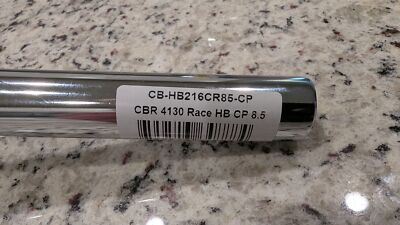 CB-HB216CR85-CP
CBR 4130 Race HB CP 8.5